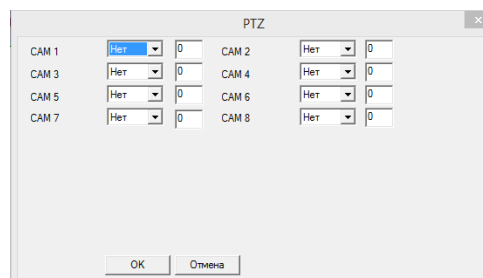 PTZ
CAM 1 Нет 0 CAM 2 Нет 0
CAM 3 Нет 0 CAM 4 Нет 0
CAM 5 Нет 0 CAM 6 Нет 0
CAM 7 Нет 0 CAM 8 Нет 0
OK Отмена